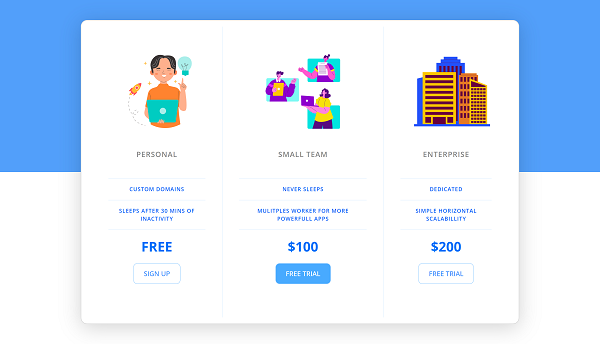 PERSONAL
CUSTOM DOMAINS
SLEEPS AFTER 30 MINS OF
INACTIVITY
FREE
SIGN UP
SMALL TEAM
NEVER SLEEPS
MULITPLES WORKER FOR MORE
POWERFULL APPS
$100
FREE TRIAL
ENTERPRISE
DEDICATED
SIMPLE HORIZONTAL
SCALABILLITY
$200
FREE TRIAL